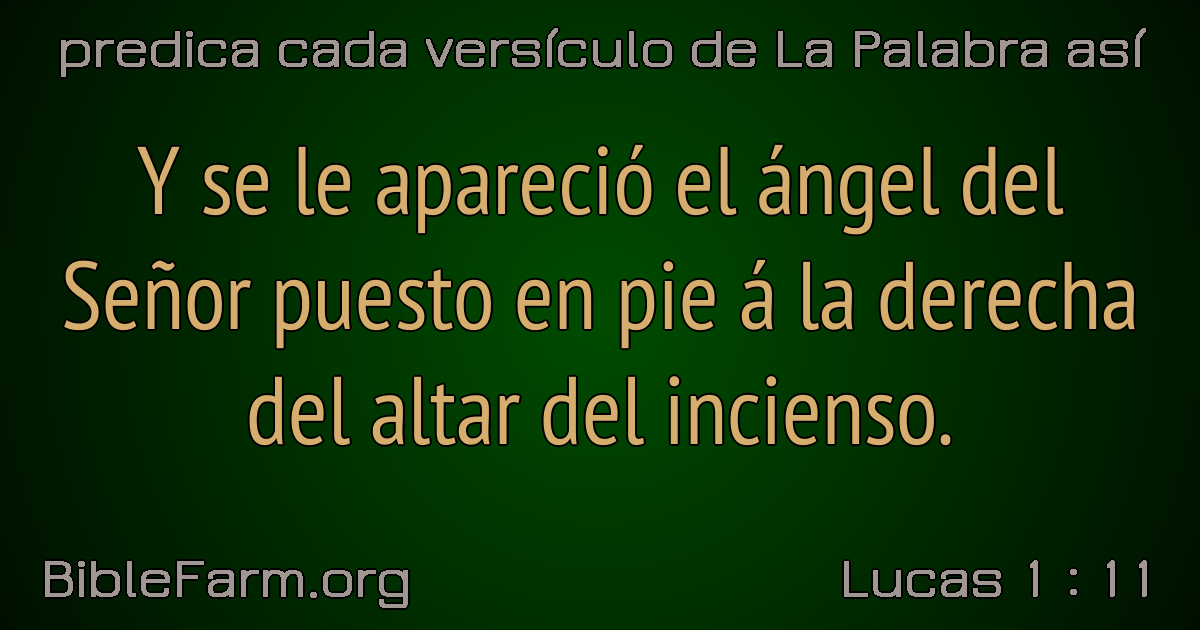 predica cada versículo de La Palabra así
Y se le apareció el ángel del
Señor puesto en pie á la derecha
del altar del incienso.
BibleFarm.org
Lucas 1 : 11